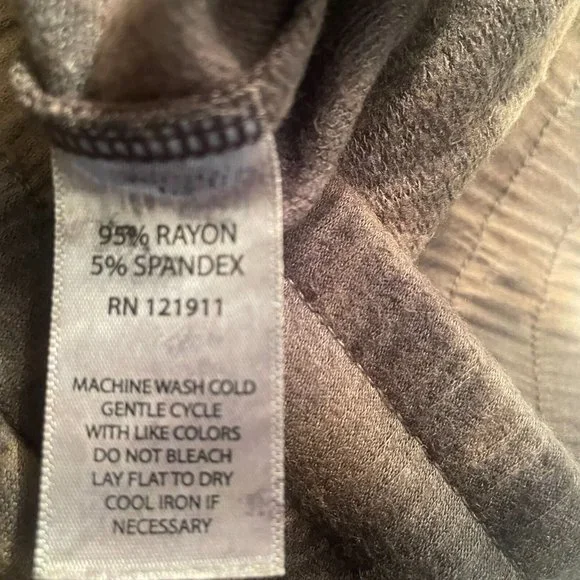 95% RAYON
5% SPANDEX
RN 121911
MACHINE WASH COLD
GENTLE CYCLE
WITH LIKE COLORS
DO NOT BLEACH
LAY FLAT TO DRY
COOL IRON IF
NECESSARY